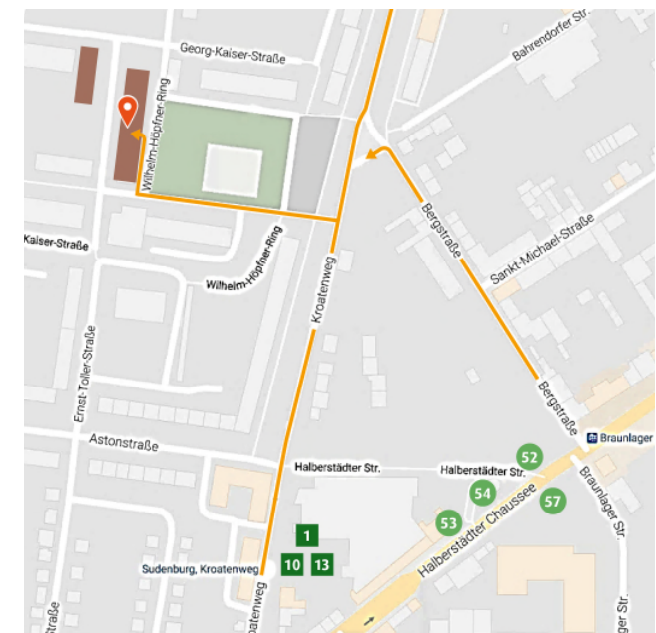 Georg-Kaiser-Straße
Bahrendorfer Str.
Wilhelm-Höpfner-Ring
Bergstraße
Sankt-Michael-Straße
Kaiser-Straße
Wilhelm-Höpfner-Ring
Kroatenweg
Ernst-Toller-Straße
Bergstraße
Astonstraße
Braunlager
52
Halberstädter Str.
Halberstädter Str.
54
57
Braunlager Str.
53
Halberstädter Chaussee
1
Sudenburg, Kroatenweg
10
13
oatenweg
straße
Str.